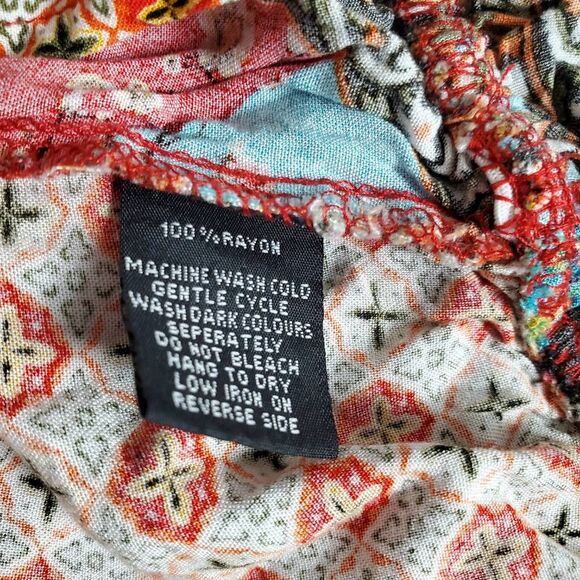 100%RAYON
MACHINE WASH COLD
GENTLE CYCLE
WASH DARK COLOURS
SEPERATELY
DO NOT BLEACH
HANG TO DRY
LOW IRON ON
REVERSE SIDE